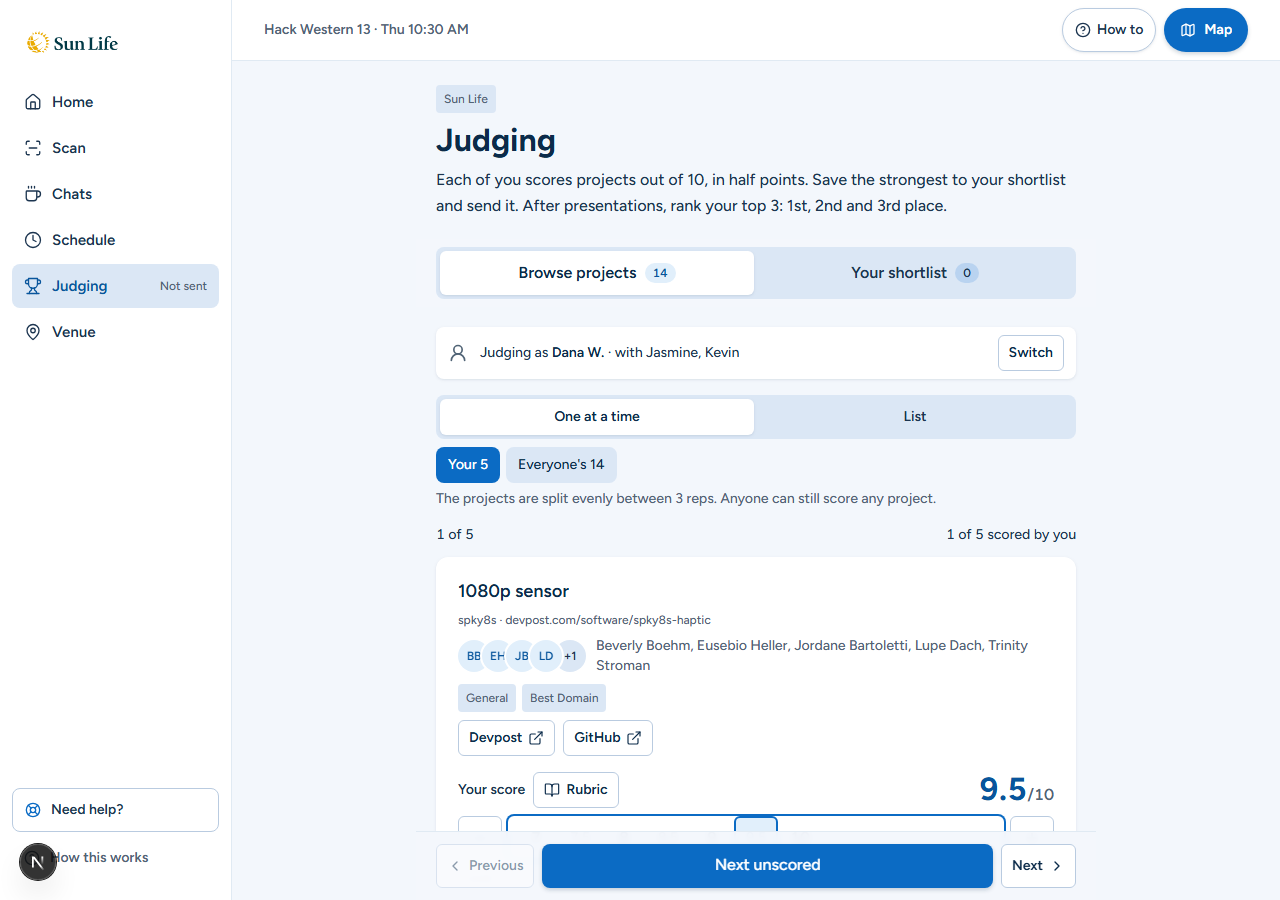 Sun Life
Home
Scan
Chats
Schedule
Judging
Not sent
Venue
Need help?
How this works
N
Hack Western 13 · Thu 10:30 AM
How to
Map
Sun Life
Judging
Each of you scores projects out of 10, in half points. Save the strongest to your shortlist
and send it. After presentations, rank your top 3: 1st, 2nd and 3rd place.
Browse projects 14
Your shortlist 0
Judging as Dana W. · with Jasmine, Kevin
Switch
One at a time
List
Your 5
Everyone's 14
The projects are split evenly between 3 reps. Anyone can still score any project.
1 of 5
1 of 5 scored by you
1080p sensor
spky8s · devpost.com/software/spky8s-haptic
BB EH JB LD +1
Beverly Boehm, Eusebio Heller, Jordane Bartoletti, Lupe Dach, Trinity
Stroman
General
Best Domain
Devpost
GitHub
Your score
Rubric
9.5/10
Previous
Next unscored
Next